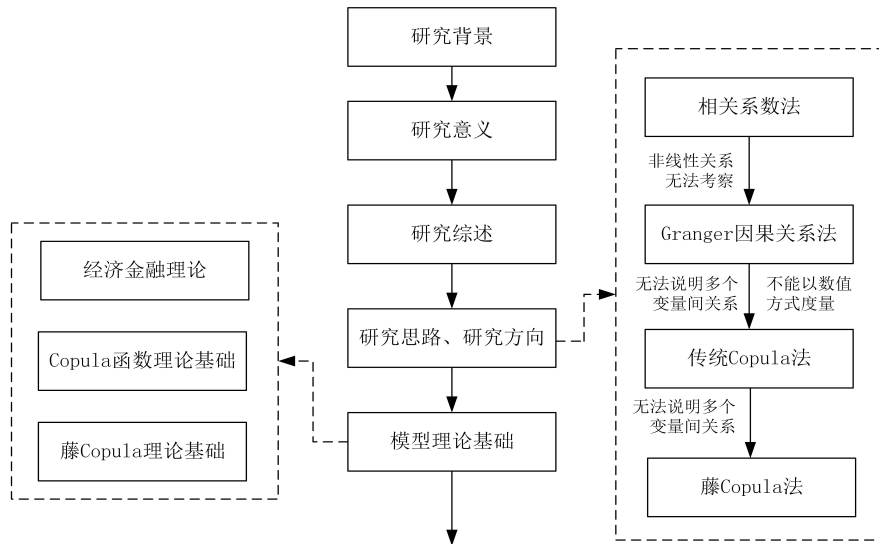 研究背景
研究意义
研究综述
研究思路、研究方向
模型理论基础
经济金融理论
Copula函数理论基础
藤Copula理论基础
相关系数法
非线性关系
无法考察
Granger因果关系法
无法说明多个
变量间关系
不能以数值
方式度量
传统Copula法
无法说明多个
变量间关系
藤Copula法